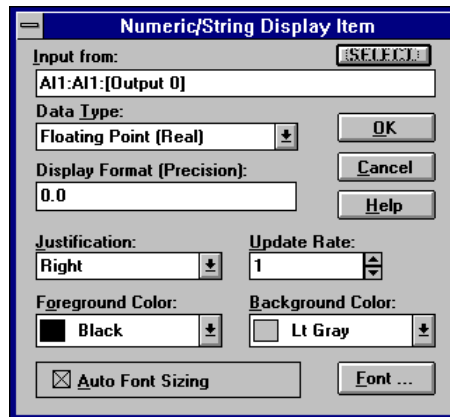 Numeric/String Display Item
Input from:
SELECT:
AI1:AI1:[Output 0]
Data Type:
Floating Point (Real)
OK
Display Format (Precision):
Cancel
0.0
Help
Justification:
Update Rate:
Right
1
Foreground Color:
Background Color:
Black
Lt Gray
Auto Font Sizing
Font ...